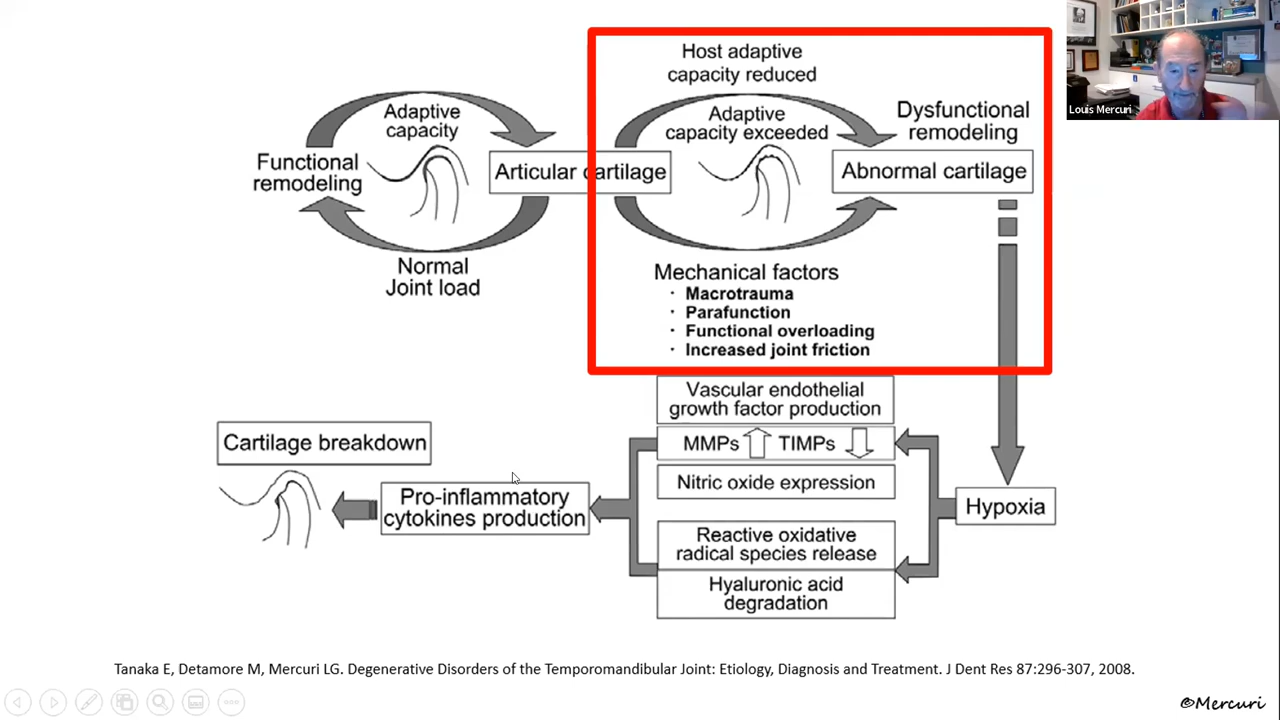 Host adaptive
capacity reduced
Louis Mercuri
Adaptive
capacity
Adaptive
capacity exceeded
Dysfunctional
remodeling
Functional
remodeling
Articular cartilage
Abnormal cartilage
Normal
Joint load
Mechanical factors
· Macrotrauma
· Parafunction
· Functional overloading
· Increased joint friction
Vascular endothelial
growth factor production
MMPs TIMPs
Nitric oxide expression
Reactive oxidative
radical species release
Hyaluronic acid
degradation
Hypoxia
Pro-inflammatory
cytokines production
Cartilage breakdown
Tanaka E, Detamore M, Mercuri LG. Degenerative Disorders of the Temporomandibular Joint: Etiology, Diagnosis and Treatment. J Dent Res 87:296-307, 2008.
©Mercuri